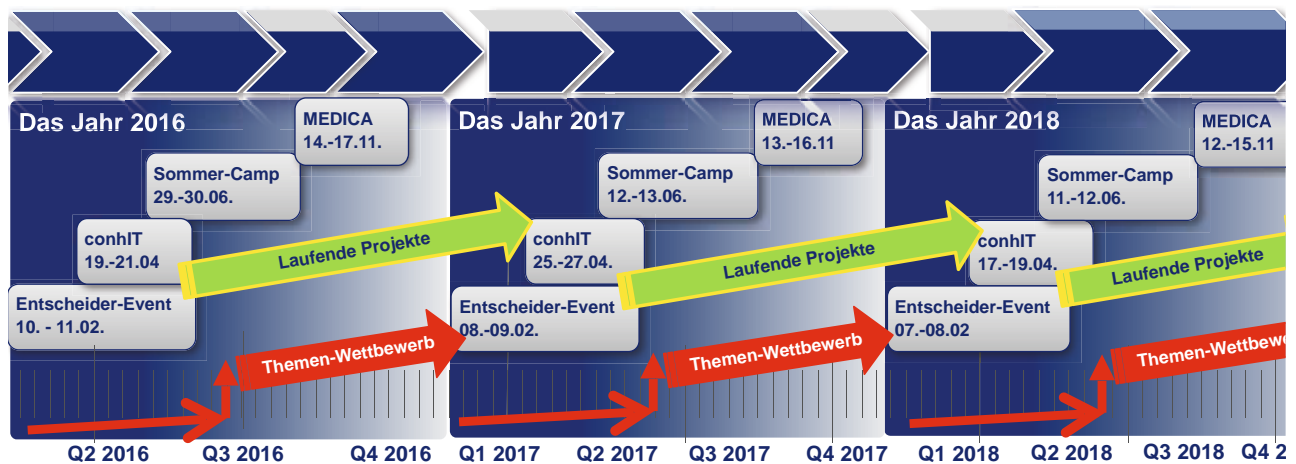 Das Jahr 2016
MEDICA
14.-17.11.
Sommer-Camp
29.-30.06.
conhIT
19.-21.04
Laufende Projekte
Entscheider-Event
10. - 11.02.
Themen-Wettbewerb
Das Jahr 2017
MEDICA
13.-16.11
Sommer-Camp
12.-13.06.
conhIT
25.-27.04.
Laufende Projekte
Entscheider-Event
08.-09.02.
Themen-Wettbewerb
Das Jahr 2018
MEDICA
12.-15.11
Sommer-Camp
11.-12.06.
conhIT
17.-19.04.
Laufende Projekte
Entscheider-Event
07.-08.02
Themen-Wettbewe
Q2 2016 Q3 2016 Q4 2016 Q1 2017 Q2 2017 Q3 2017 Q4 2017 Q1 2018 Q2 2018 Q3 2018 Q4 2